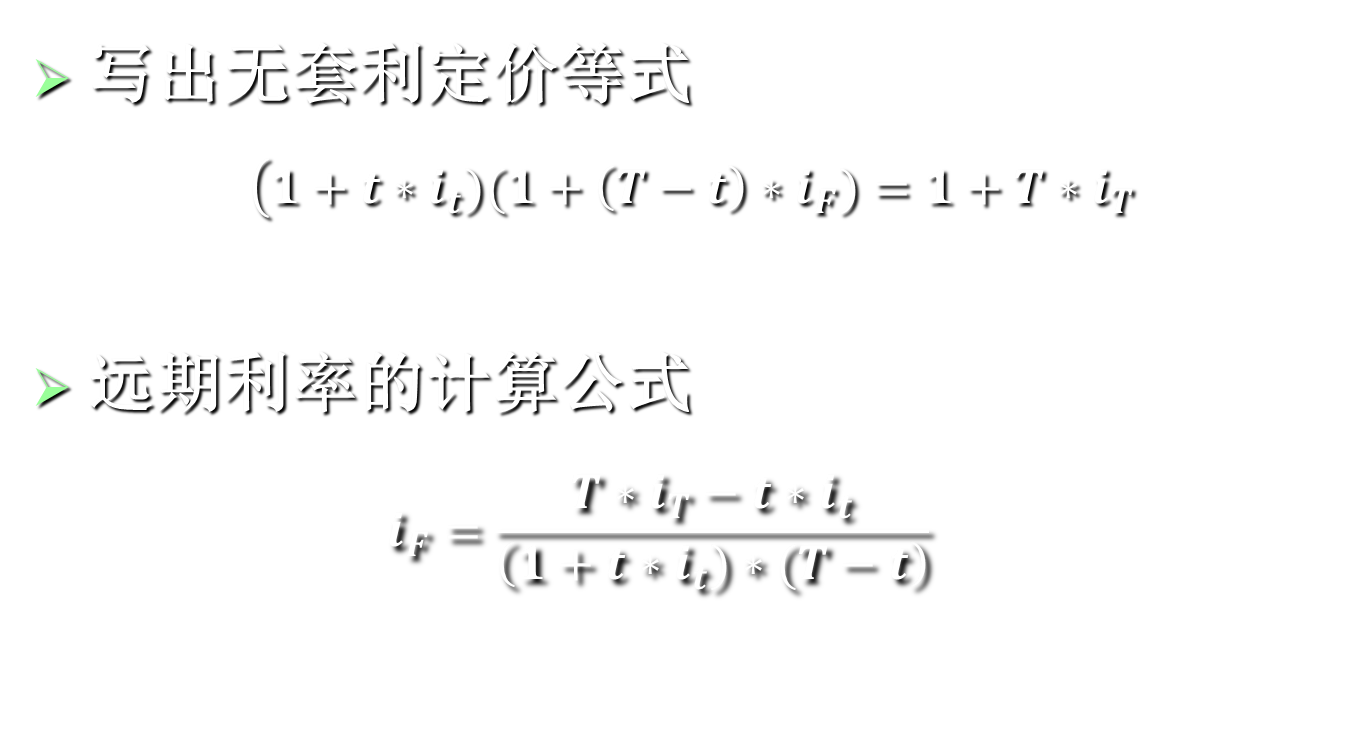 写出无套利定价等式
(1 + t * i_t)(1 + (T − t) * i_F) = 1 + T * i_T
远期利率的计算公式
i_F = \frac{T * i_T − t * i_t}{(1 + t * i_t) * (T − t)}